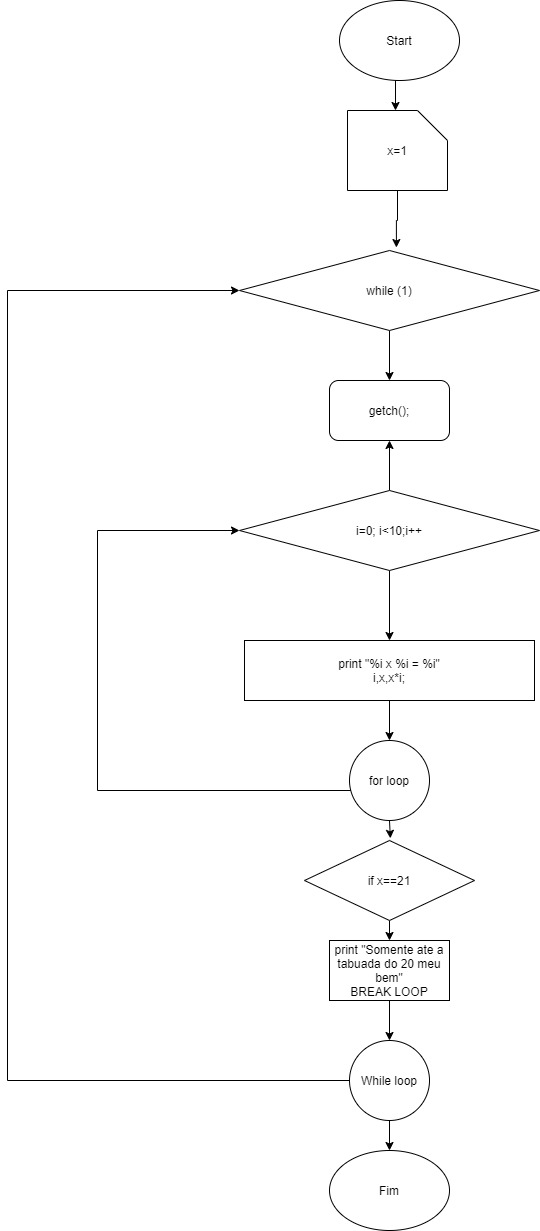 Start
x=1
while (1)
getch();
i=0; i<10;i++
print "%i x %i = %i"
i,x,x*i;
for loop
if x==21
print "Somente ate a
tabuada do 20 meu
bem"
BREAK LOOP
While loop
Fim